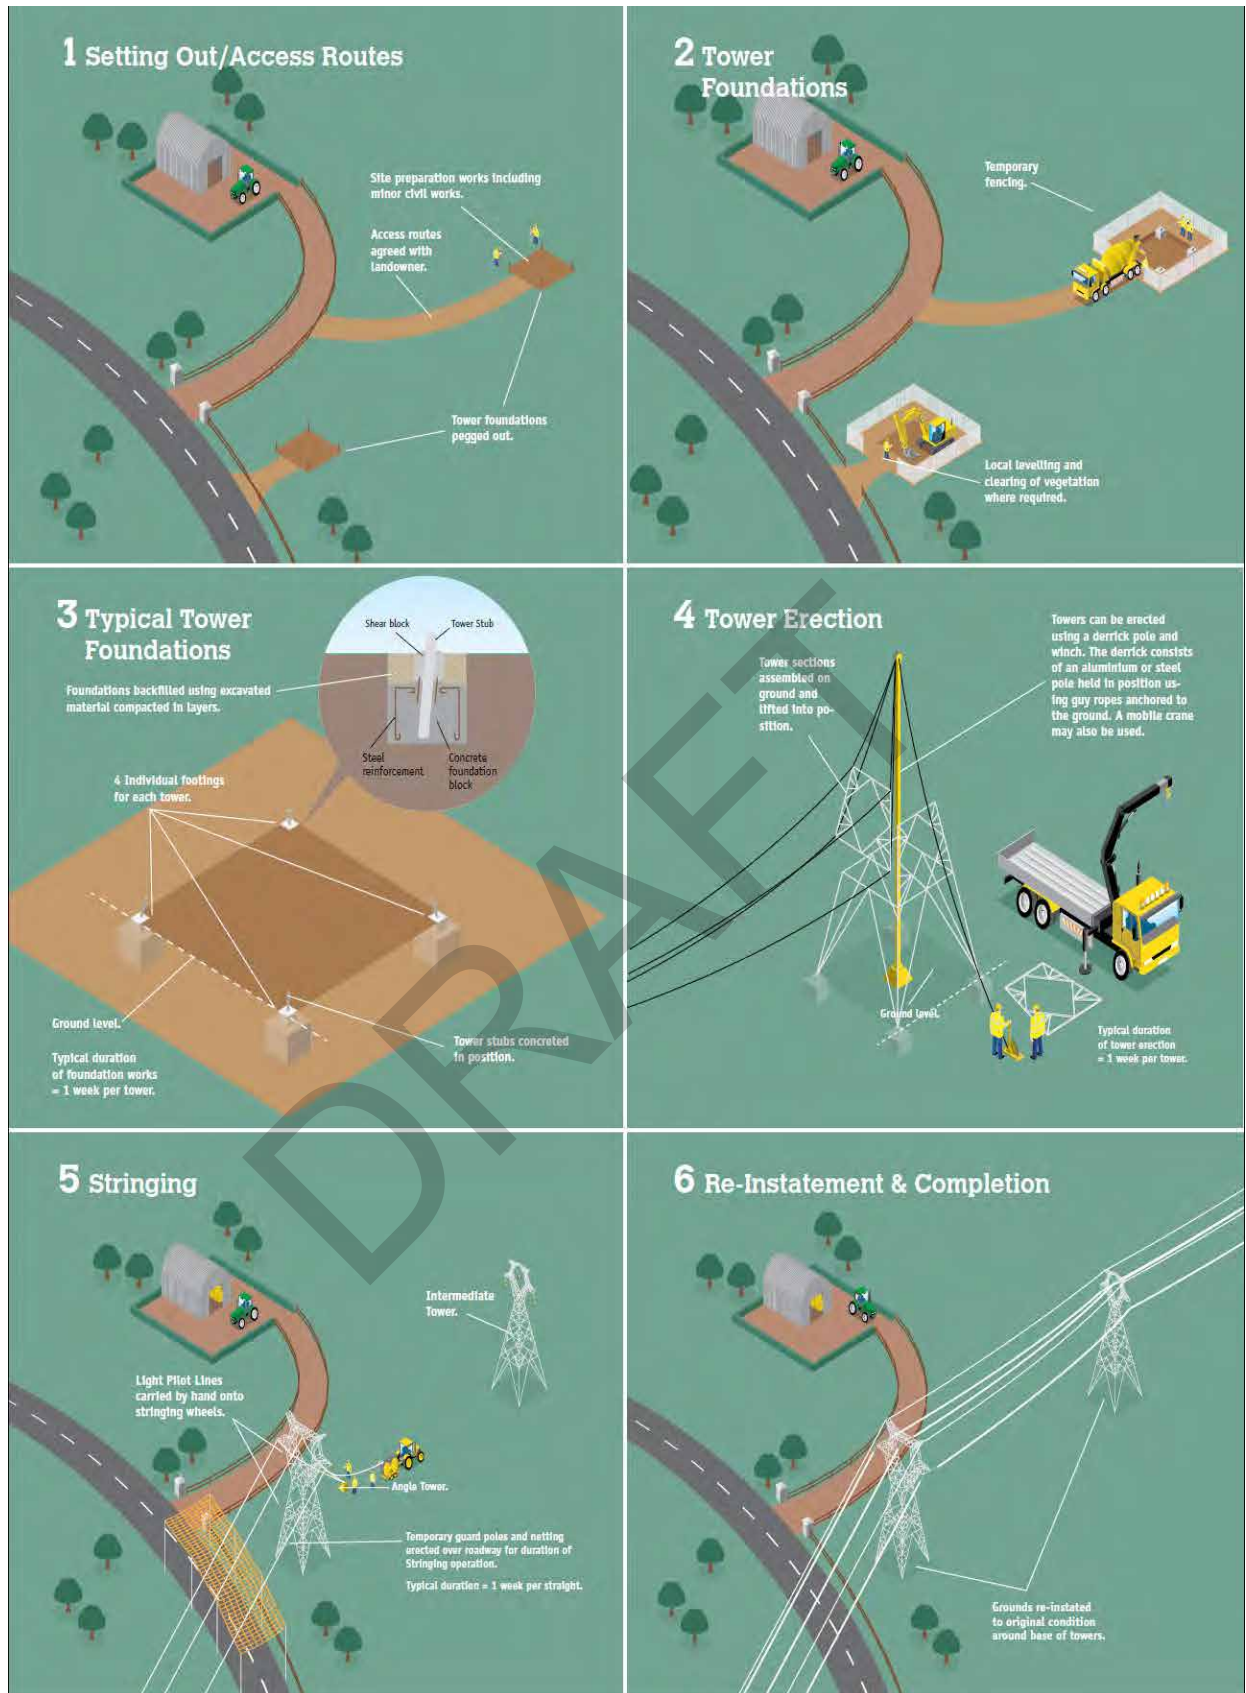 1 Setting Out/Access Routes
Site preparation works including
minor civil works.
Access routes
agreed with
landowner.
Tower foundations
pegged out.
2 Tower
Foundations
Temporary
fencing.
Local levelling and
clearing of vegetation
where required.
3 Typical Tower
Foundations
Shear block
Tower Stub
Foundations backfilled using excavated
material compacted in layers.
Steel
reinforcement
Concrete
foundation
block
4 Individual footings
for each tower.
Ground level.
Typical duration
of foundation works
= 1 week per tower.
Tower stubs concreted
in position.
4 Tower Erection
Tower sections
assembled on
ground and
lifted into po-
sition.
Towers can be erected
using a derrick pole and
winch. The derrick consists
of an aluminium or steel
pole held in position us-
ing guy ropes anchored to
the ground. A mobile crane
may also be used.
Ground level.
Typical duration
of tower erection
= 1 week per tower.
5 Stringing
Intermediate
Tower.
Light Pilot Lines
carried by hand onto
stringing wheels.
Angle Tower.
Temporary guard poles and netting
erected over roadway for duration of
Stringing operation.
Typical duration = 1 week per straight.
6 Re-Instatement & Completion
Grounds re-instated
to original condition
around base of towers.
DRAFT